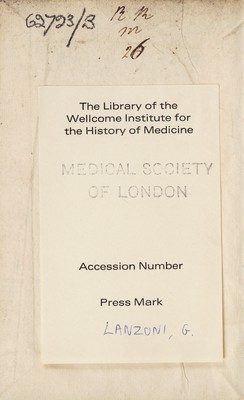 62723/B
R R
m
26
The Library of the
Wellcome Institute for
the History of Medicine
MEDICAL SOCIETY
OF LONDON
Accession Number
Press Mark
LANZONI, G.